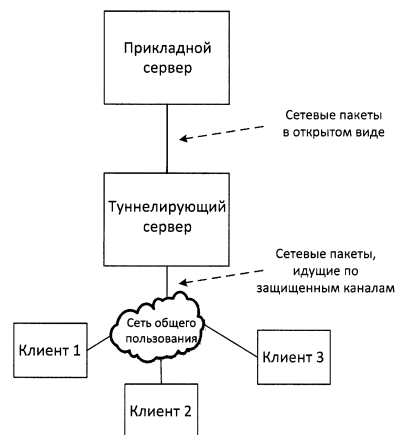 Прикладной
сервер
Сетевые пакеты
в открытом виде
Туннелирующий
сервер
Сетевые пакеты,
идущие по
защищенным каналам
Сеть общего
пользования
Клиент 1
Клиент 3
Клиент 2